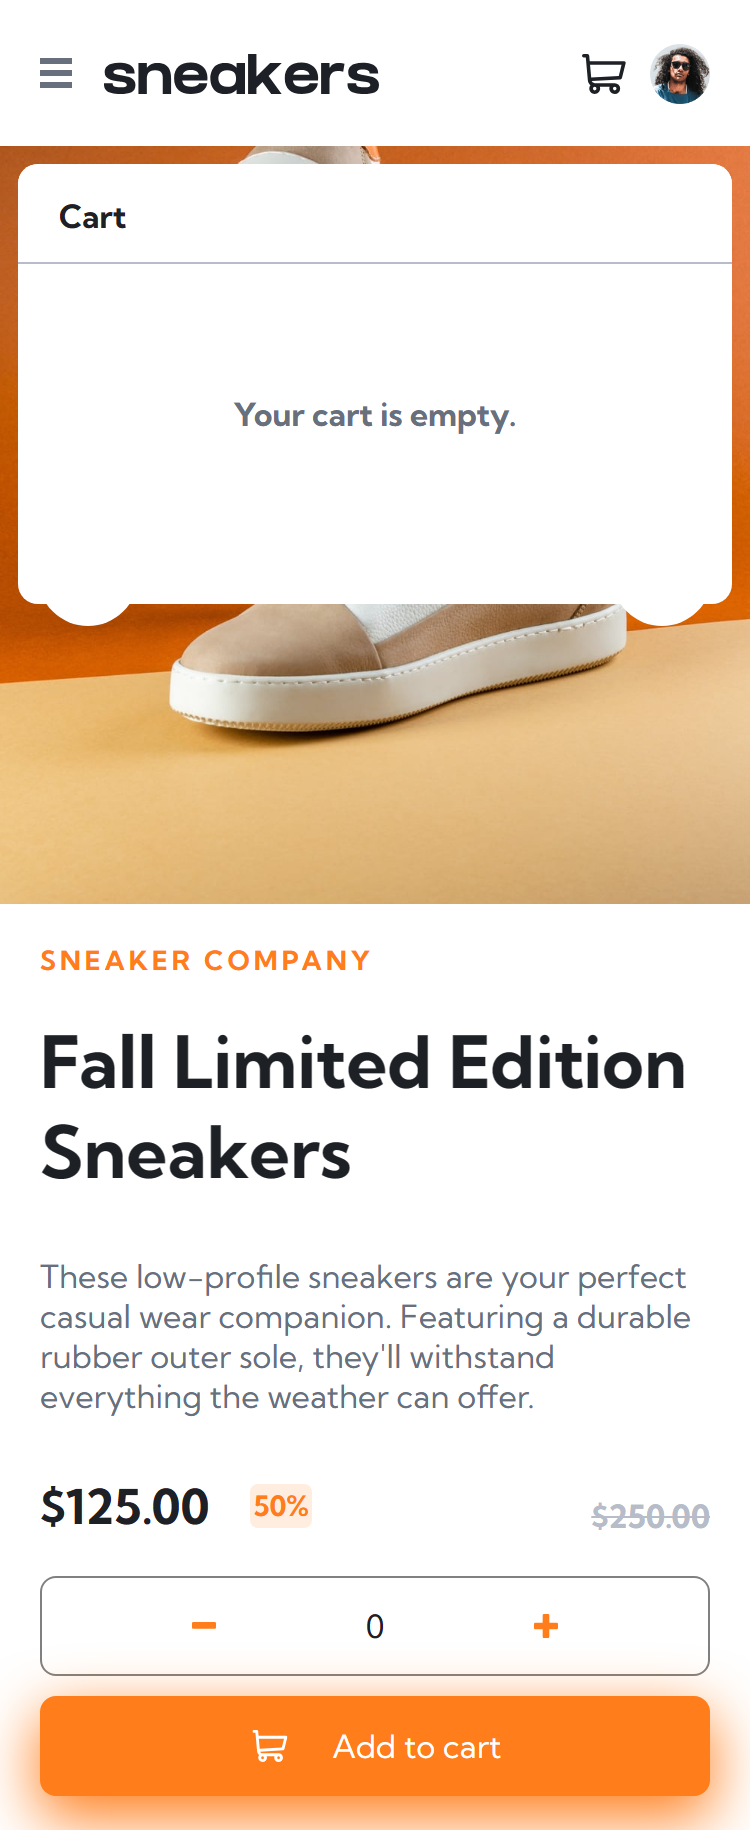 sneakers
Cart
Your cart is empty.
SNEAKER COMPANY
Fall Limited Edition
Sneakers
These low-profile sneakers are your perfect
casual wear companion. Featuring a durable
rubber outer sole, they'll withstand
everything the weather can offer.
$125.00 50% $250.00
0
Add to cart